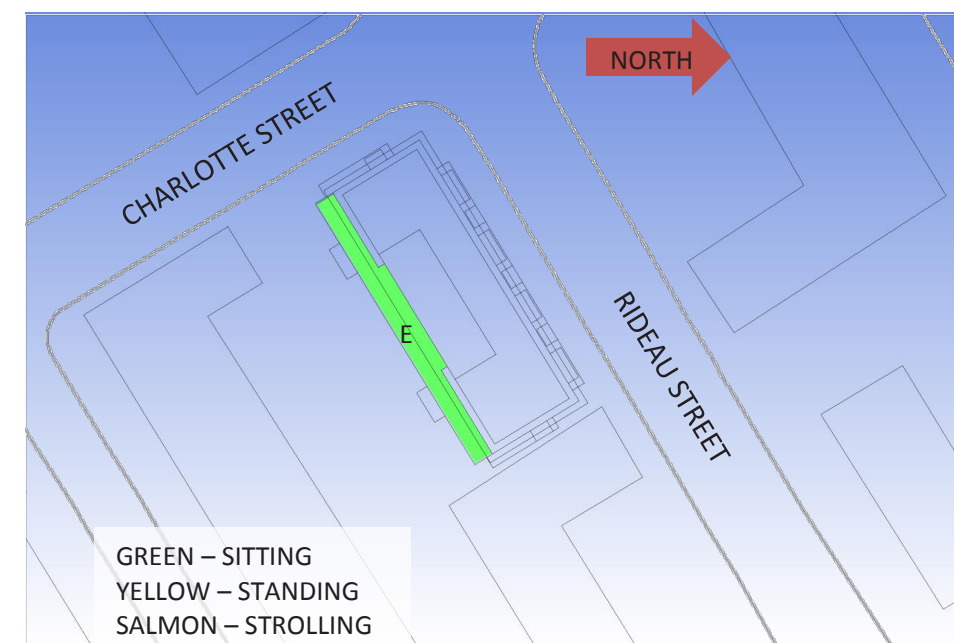 NORTH
CHARLOTTE STREET
E
RIDEAU STREET
GREEN – SITTING
YELLOW – STANDING
SALMON – STROLLING